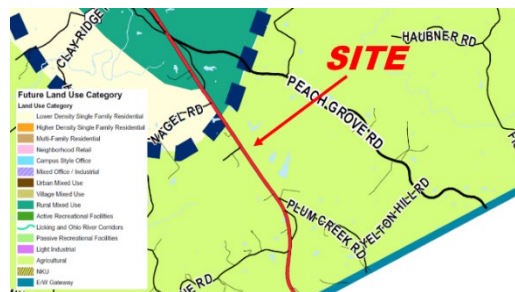 CLAY RIDGE
HAUBNER RD
SITE
PEACH GROVE RD
NAGEL RD
PLUM CREEK RD
YELTON HILL RD
RD
Future Land Use Category
Land Use Category
Lower Density Single Family Residential
Higher Density Single Family Residential
Multi-Family Residential
Neighborhood Retail
Campus Style Office
Mixed Office / Industrial
Urban Mixed Use
Village Mixed Use
Rural Mixed Use
Active Recreational Facilities
Licking and Ohio River Corridors
Passive Recreational Facilities
Light Industrial
Agricultural
NKU
E/W Gateway